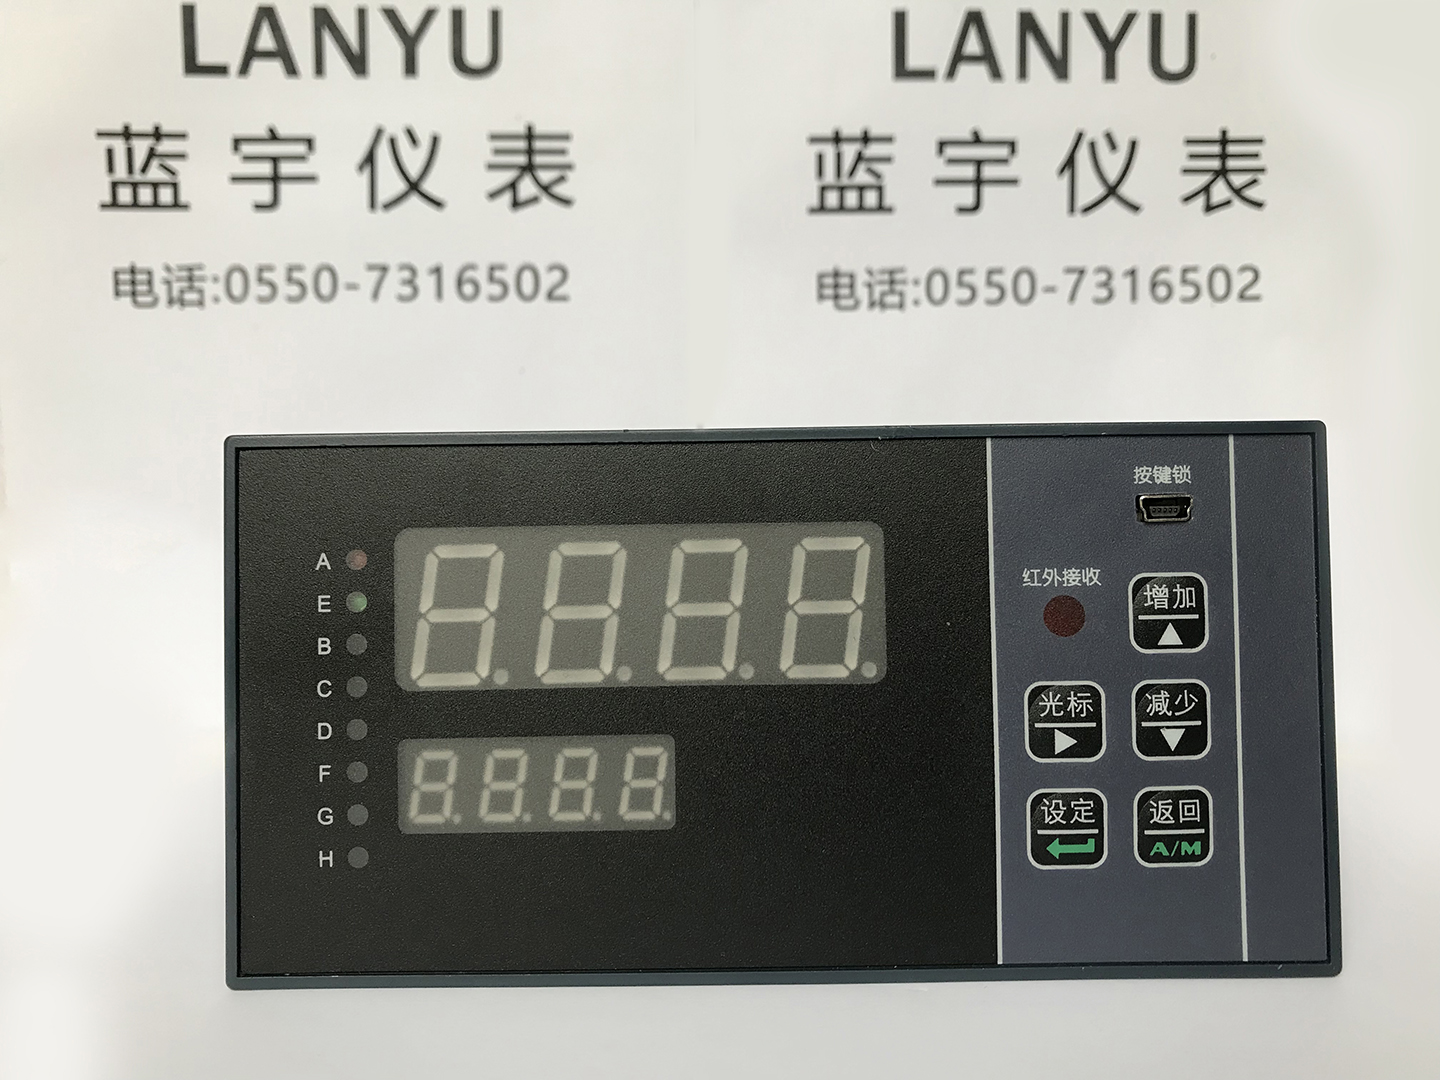 LANYU
蓝宇仪表
电话:0550-7316502
LANYU
蓝宇仪表
电话:0550-7316502
A
E
B
C
D
F
G
H
按键锁
红外接收
增加
光标
减少
设定
返回
A/M